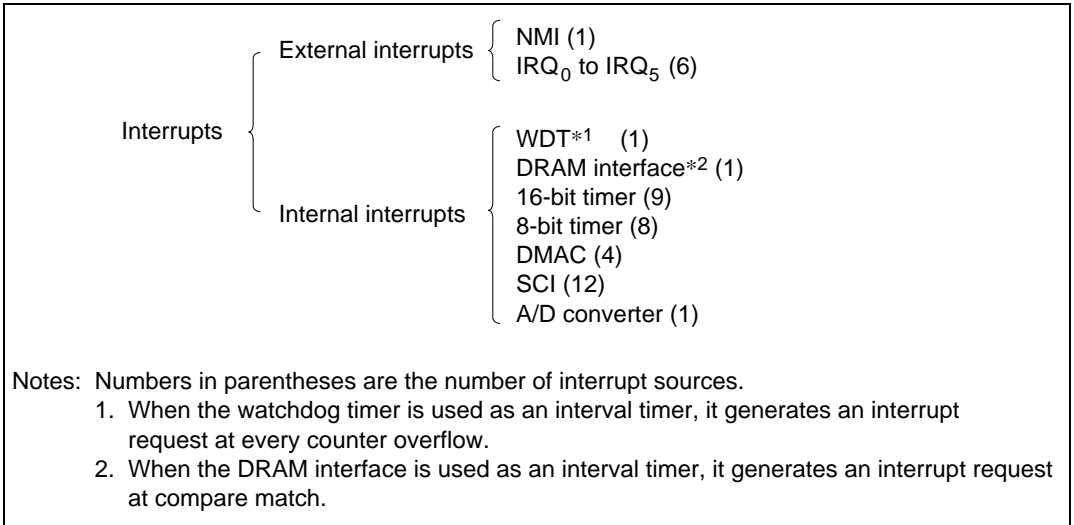 External interrupts
NMI (1)
IRQ₀ to IRQ₅ (6)
Interrupts
Internal interrupts
WDT*1 (1)
DRAM interface*2 (1)
16-bit timer (9)
8-bit timer (8)
DMAC (4)
SCI (12)
A/D converter (1)
Notes: Numbers in parentheses are the number of interrupt sources.
1. When the watchdog timer is used as an interval timer, it generates an interrupt
request at every counter overflow.
2. When the DRAM interface is used as an interval timer, it generates an interrupt request
at compare match.